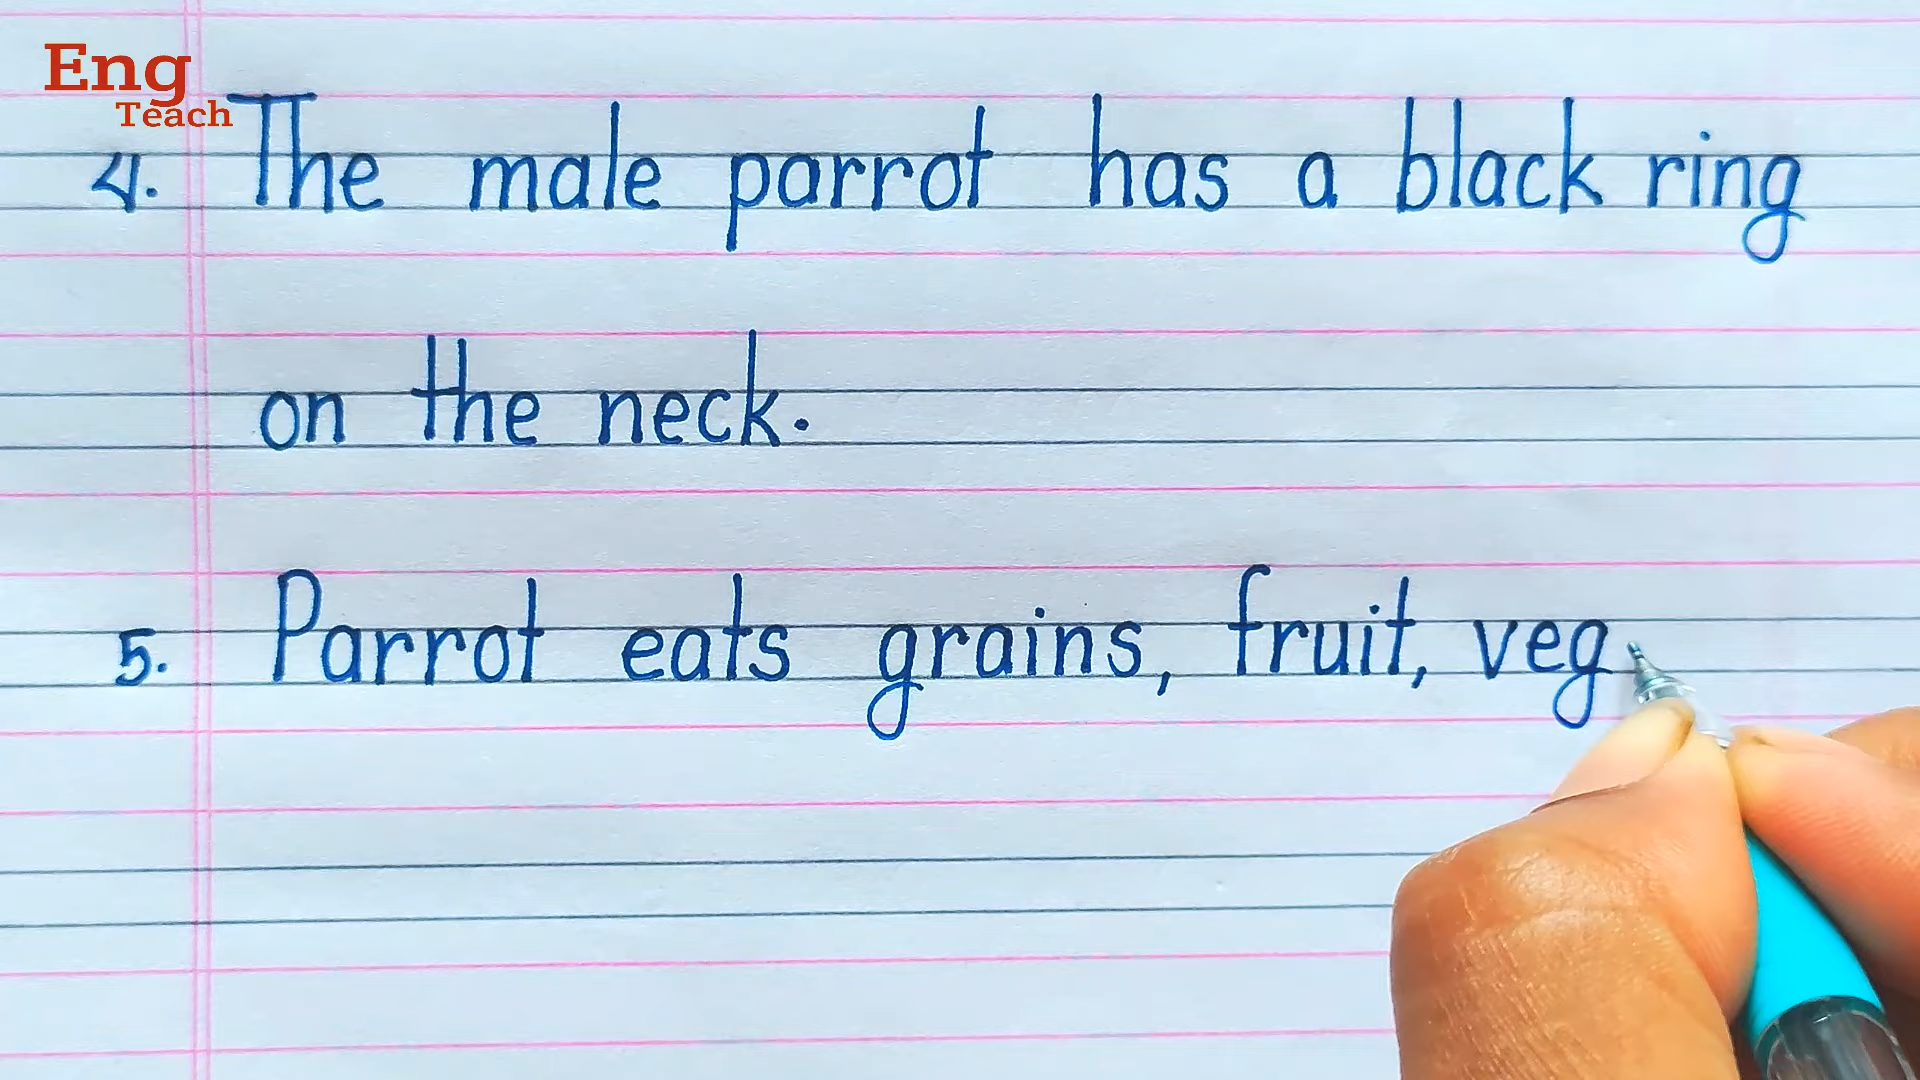 Eng
Teach
4. The male parrot has a black ring
on the neck.
5. Parrot eats grains, fruit, veg